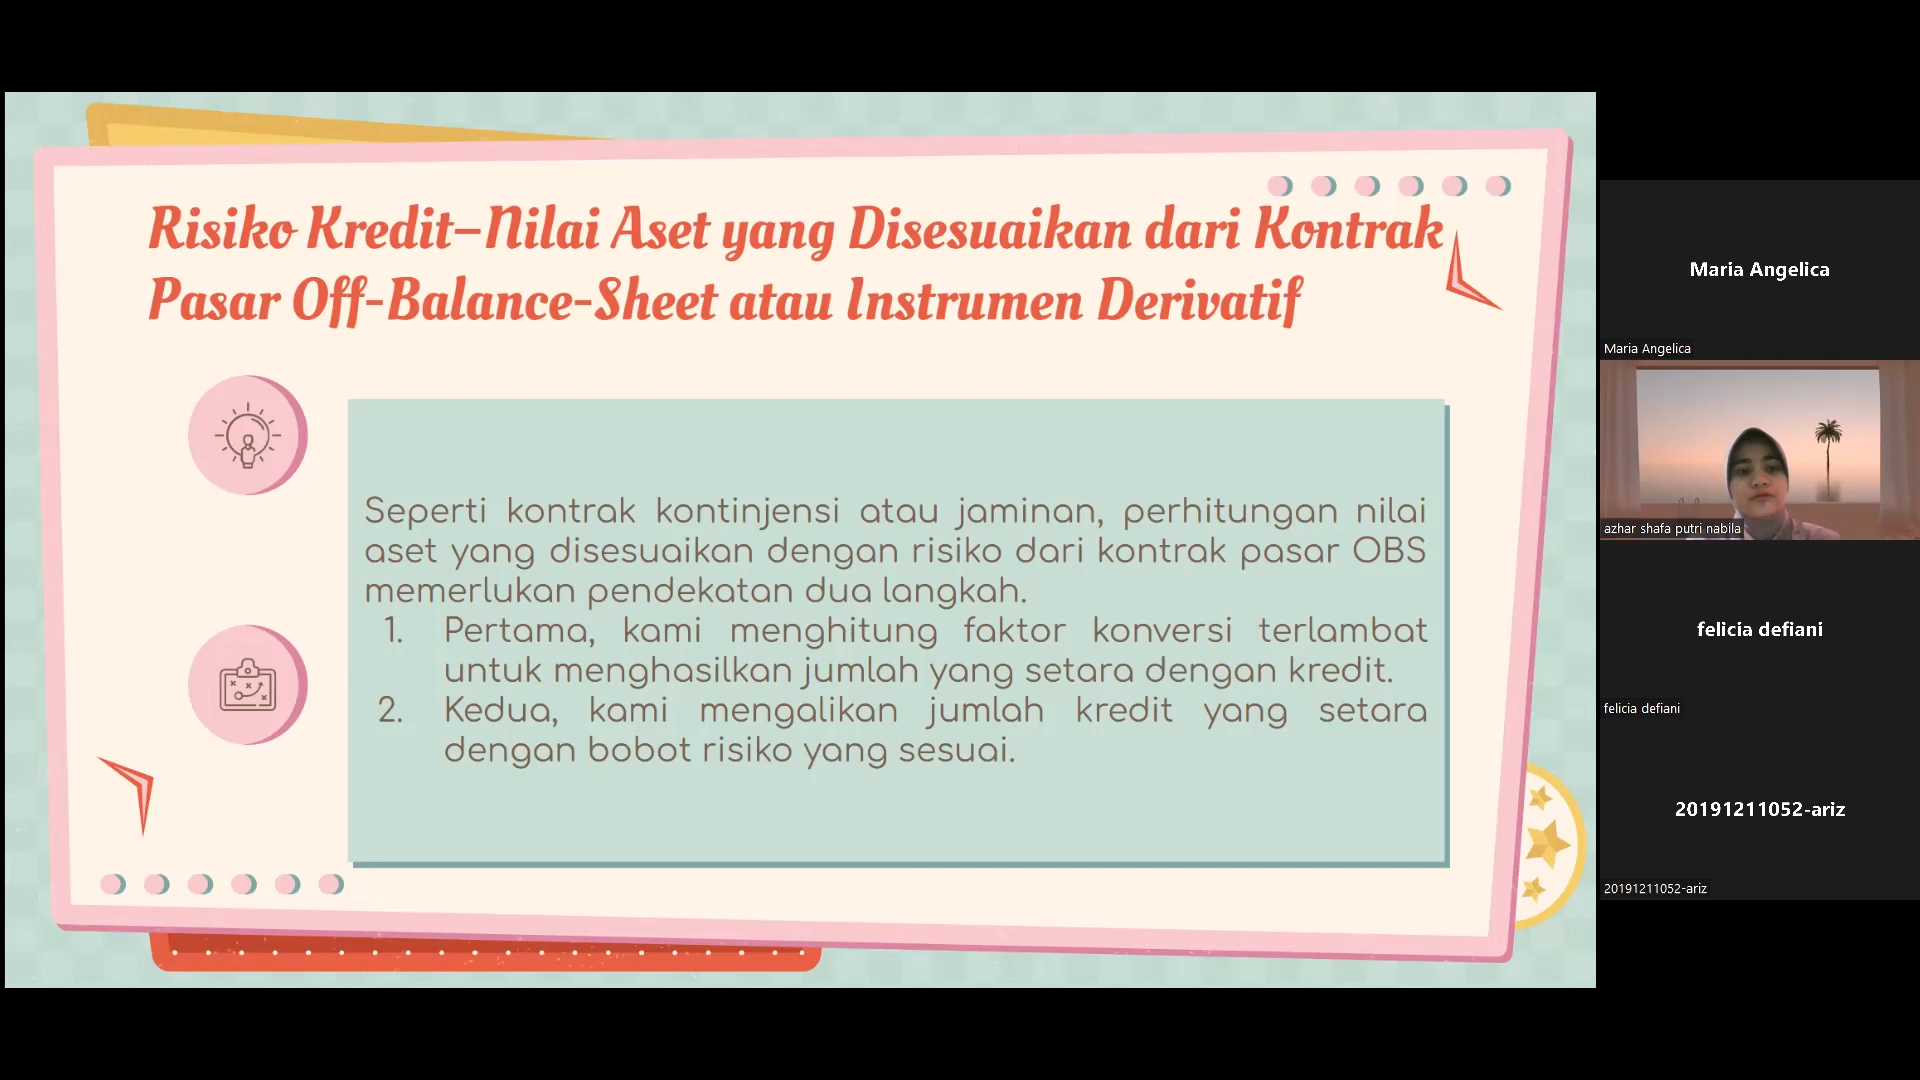 Risiko Kredit–Nilai Aset yang Disesuaikan dari Kontrak
Pasar Off-Balance-Sheet atau Instrumen Derivatif
Seperti kontrak kontinjensi atau jaminan, perhitungan nilai
aset yang disesuaikan dengan risiko dari kontrak pasar OBS
memerlukan pendekatan dua langkah.
1. Pertama, kami menghitung faktor konversi terlambat
untuk menghasilkan jumlah yang setara dengan kredit.
2. Kedua, kami mengalikan jumlah kredit yang setara
dengan bobot risiko yang sesuai.
Maria Angelica
Maria Angelica
azhar shafa putri nabila
felicia defiani
felicia defiani
20191211052-ariz
20191211052-ariz